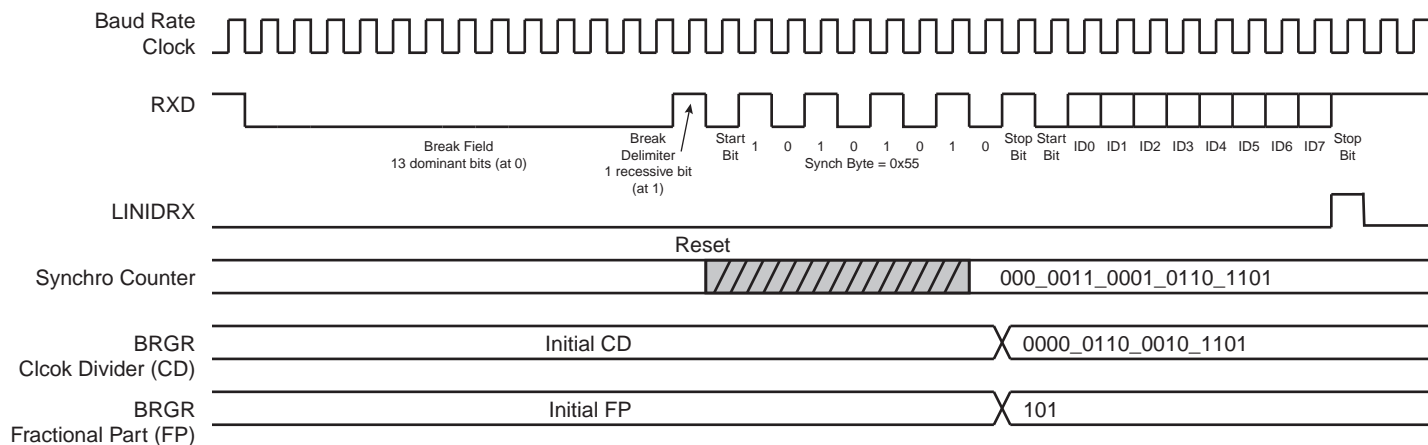 Baud Rate
Clock
RXD
Break Field
13 dominant bits (at 0)
Break
Delimiter
1 recessive bit
(at 1)
Start
Bit
1 0 1 0 1 0 1 0
Synch Byte = 0x55
Stop
Bit
Start
Bit
ID0 ID1 ID2 ID3 ID4 ID5 ID6 ID7
Stop
Bit
LINIDRX
Reset
Synchro Counter
000_0011_0001_0110_1101
BRGR
Clcok Divider (CD)
Initial CD
0000_0110_0010_1101
BRGR
Fractional Part (FP)
Initial FP
101